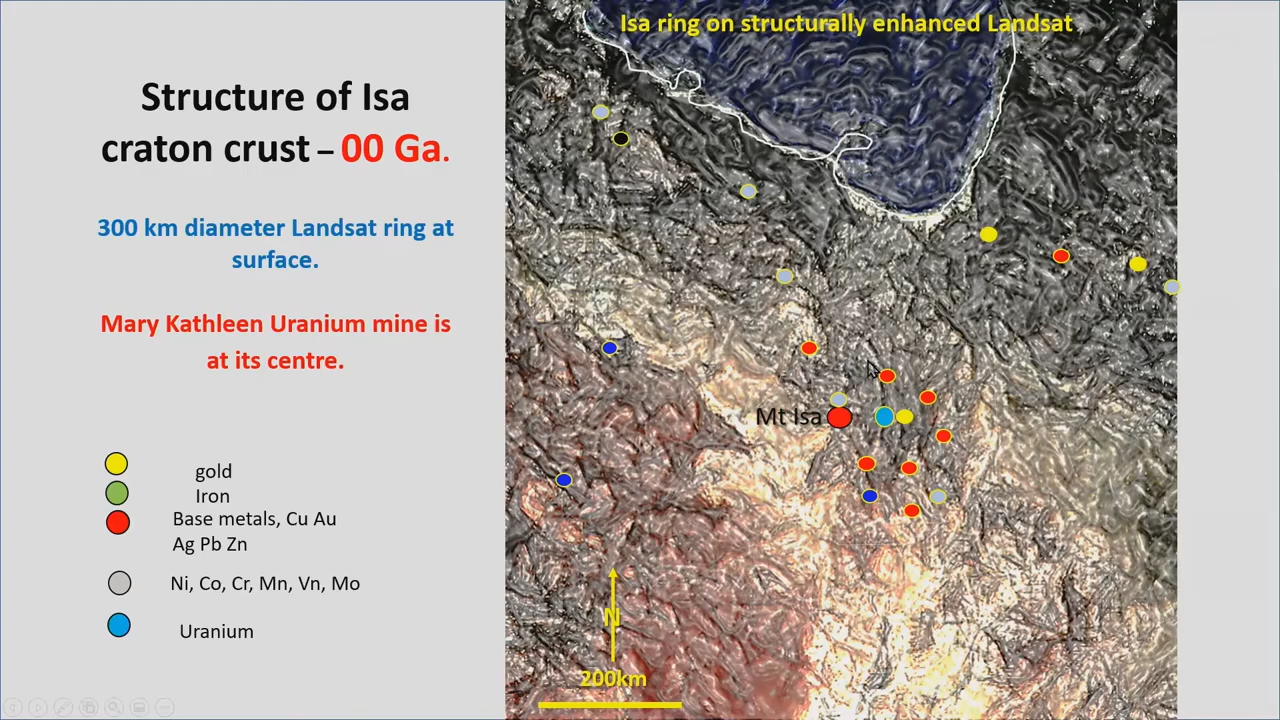 Isa ring on structurally enhanced Landsat
Structure of Isa
craton crust – 00 Ga.
300 km diameter Landsat ring at
surface.
Mary Kathleen Uranium mine is
at its centre.
Mt Isa
gold
Iron
Base metals, Cu Au
Ag Pb Zn
Ni, Co, Cr, Mn, Vn, Mo
Uranium
N
200km